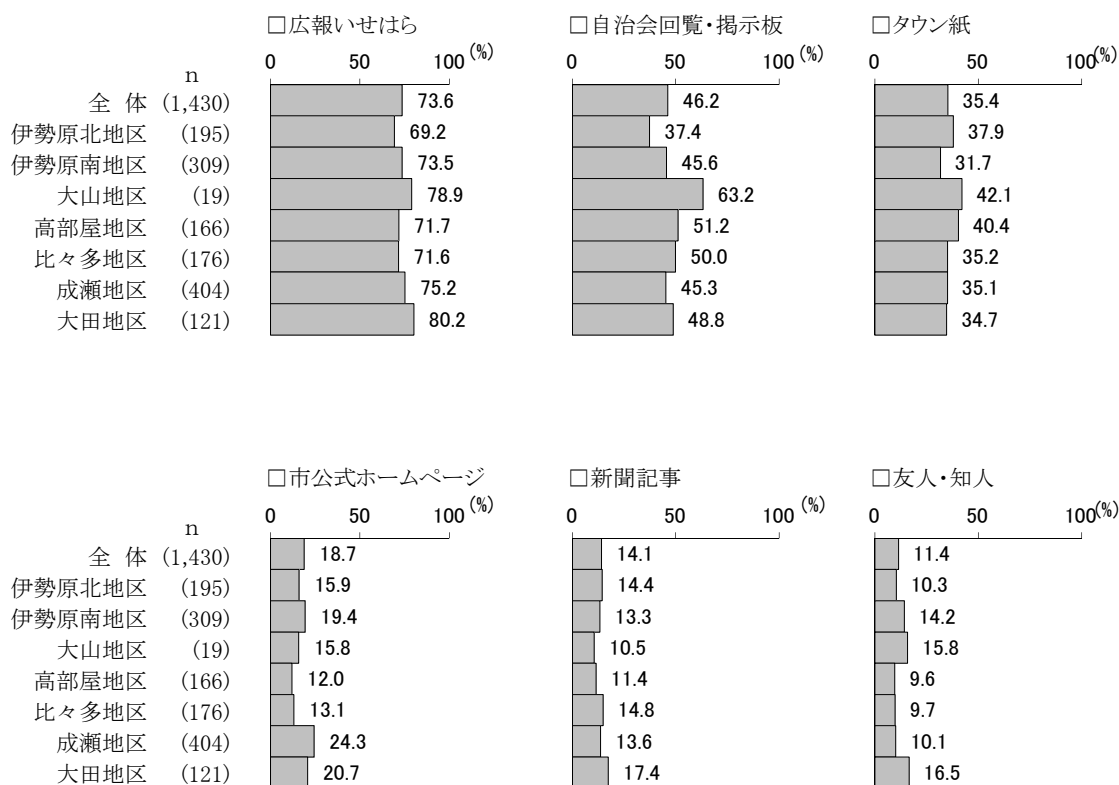 □広報いせはら □自治会回覧・掲示板 □タウン紙
0 50 100 (%) 0 50 100 (%) 0 50 100 (%)
n
全 体 (1,430) 73.6 46.2 35.4
伊勢原北地区 (195) 69.2 37.4 37.9
伊勢原南地区 (309) 73.5 45.6 31.7
大山地区 (19) 78.9 63.2 42.1
高部屋地区 (166) 71.7 51.2 40.4
比々多地区 (176) 71.6 50.0 35.2
成瀬地区 (404) 75.2 45.3 35.1
大田地区 (121) 80.2 48.8 34.7
□市公式ホームページ □新聞記事 □友人・知人
0 50 100 (%) 0 50 100 (%) 0 50 100(%)
n
全 体 (1,430) 18.7 14.1 11.4
伊勢原北地区 (195) 15.9 14.4 10.3
伊勢原南地区 (309) 19.4 13.3 14.2
大山地区 (19) 15.8 10.5 15.8
高部屋地区 (166) 12.0 11.4 9.6
比々多地区 (176) 13.1 14.8 9.7
成瀬地区 (404) 24.3 13.6 10.1
大田地区 (121) 20.7 17.4 16.5